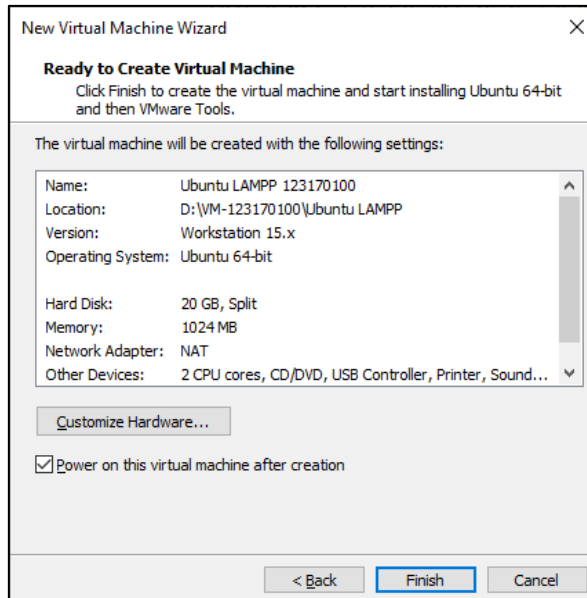 New Virtual Machine Wizard
Ready to Create Virtual Machine
Click Finish to create the virtual machine and start installing Ubuntu 64-bit
and then VMware Tools.
The virtual machine will be created with the following settings:
Name: Ubuntu LAMPP 123170100
Location: D:\VM-123170100\Ubuntu LAMPP
Version: Workstation 15.x
Operating System: Ubuntu 64-bit
Hard Disk: 20 GB, Split
Memory: 1024 MB
Network Adapter: NAT
Other Devices: 2 CPU cores, CD/DVD, USB Controller, Printer, Sound...
Customize Hardware...
Power on this virtual machine after creation
< Back Finish Cancel